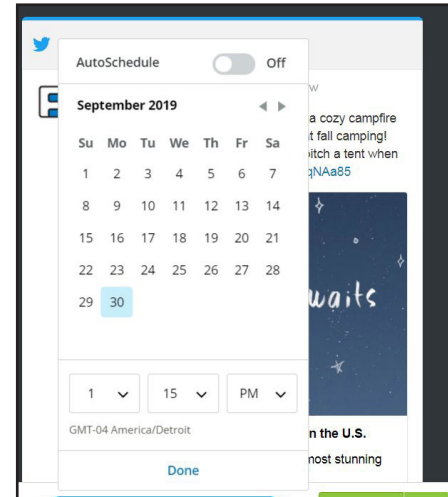 AutoSchedule Off
September 2019
Su Mo Tu We Th Fr Sa
1 2 3 4 5 6 7
8 9 10 11 12 13 14
15 16 17 18 19 20 21
22 23 24 25 26 27 28
29 30
1 15 PM
GMT-04 America/Detroit
Done
w
a cozy campfire
t fall camping!
pitch a tent when
qNAa85
waits
n the U.S.
most stunning